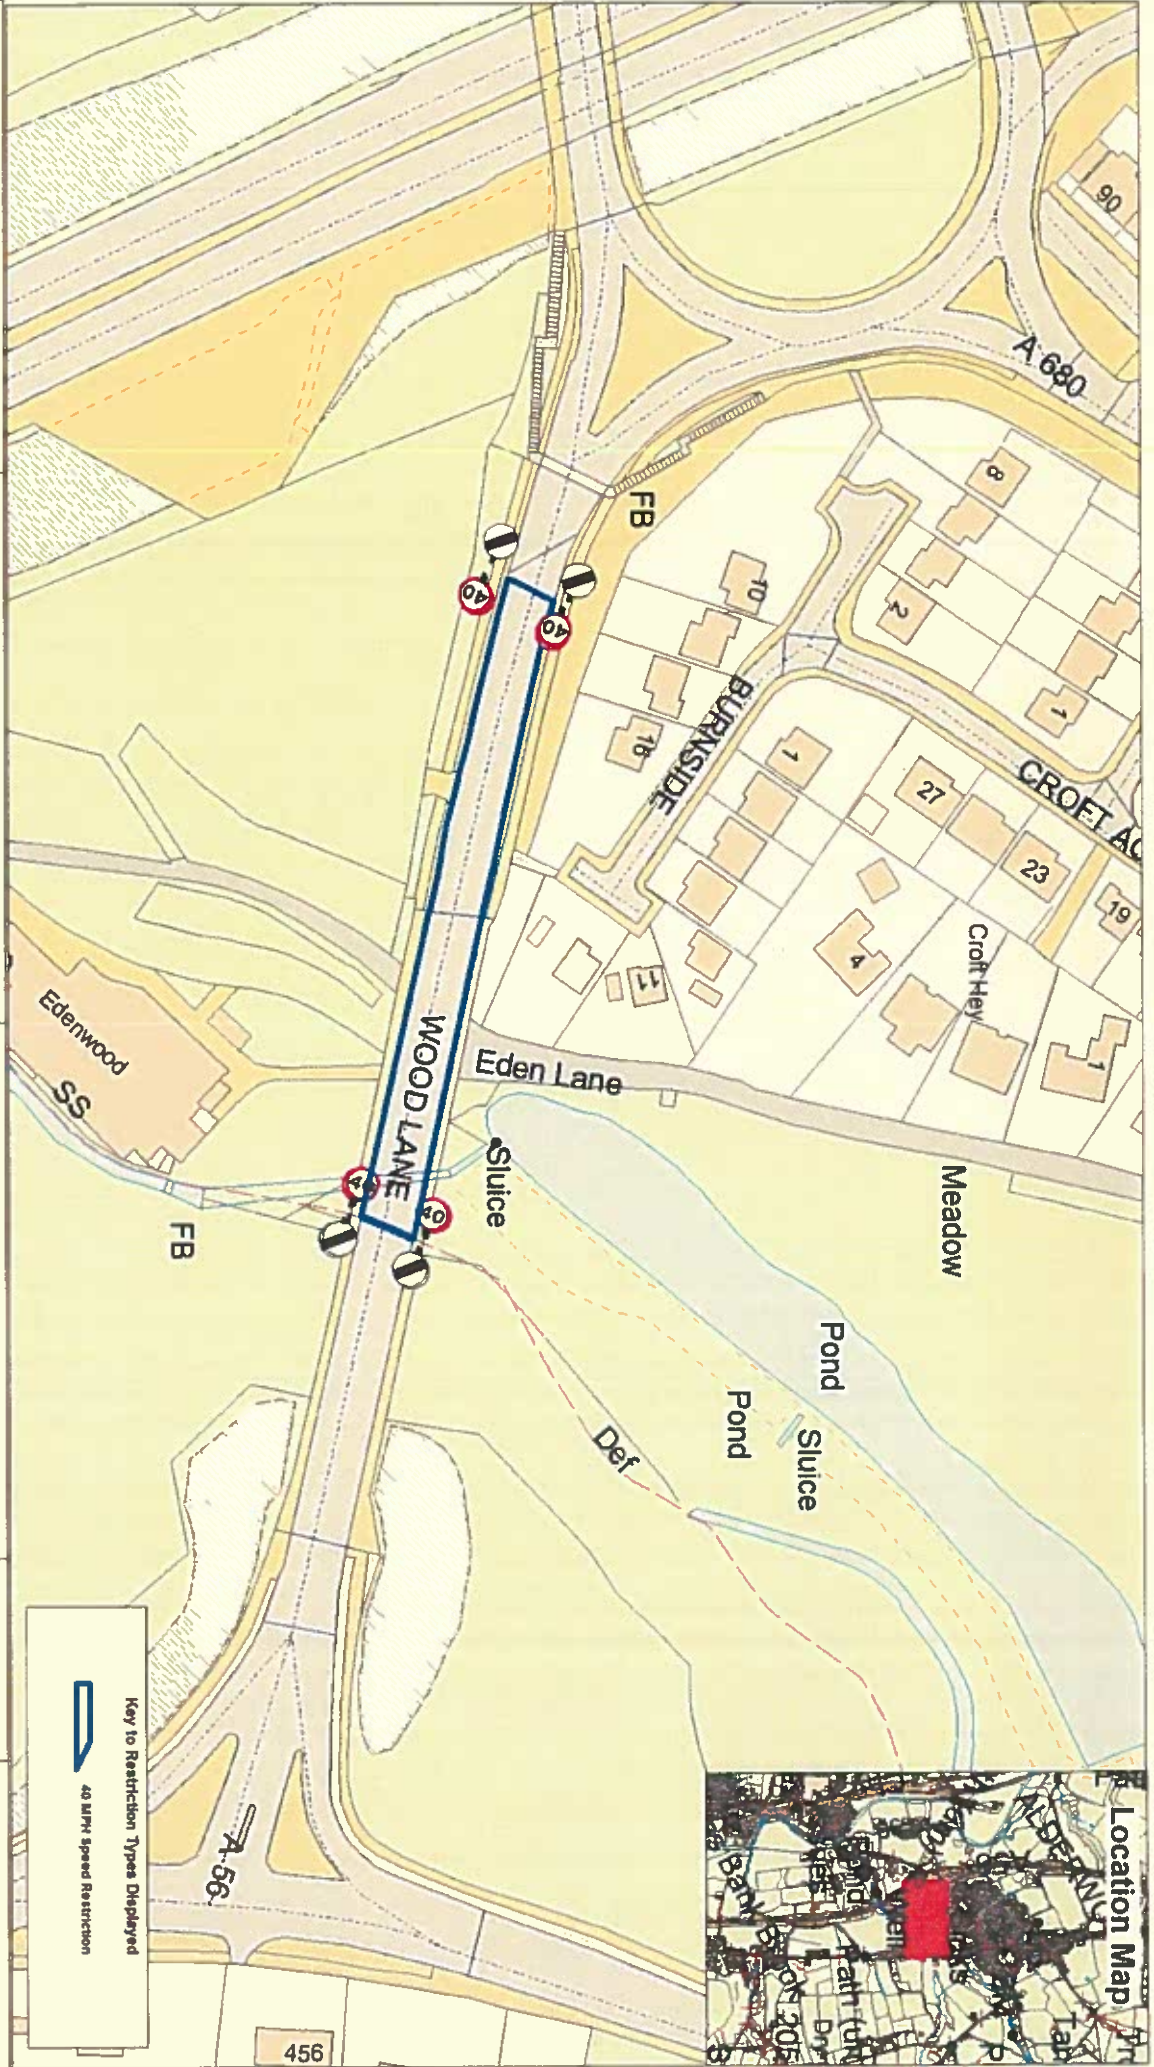 A 680
90
8
2
1
10
16
BURNSIDE
FB
CROFT
1
27
23
19
4
Croft Hey
11
1
40
40
Eden Lane
WOOD LANE
Edenwood
SS
FB
40
40
Sluice
Meadow
Pond
Pond
Sluice
Def
A 56
456
Location Map
Key to Restriction Types Displayed
40 MPH Speed Restriction